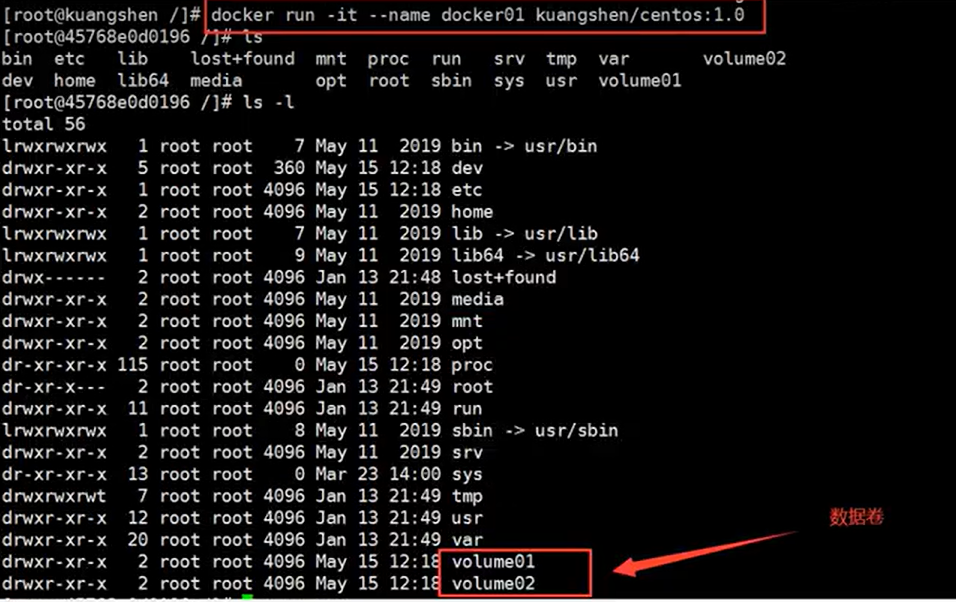 [root@kuangshen /]# docker run -it --name docker01 kuangshen/centos:1.0
[root@45768e0d0196 /]# ls
bin  etc   lib    lost+found  mnt  proc  run   srv  tmp  var       volume02
dev  home  lib64  media       opt  root  sbin  sys  usr  volume01
[root@45768e0d0196 /]# ls -l
total 56
lrwxrwxrwx   1 root root    7 May 11  2019 bin -> usr/bin
drwxr-xr-x   5 root root  360 May 15 12:18 dev
drwxr-xr-x   1 root root 4096 May 15 12:18 etc
drwxr-xr-x   2 root root 4096 May 11  2019 home
lrwxrwxrwx   1 root root    7 May 11  2019 lib -> usr/lib
lrwxrwxrwx   1 root root    9 May 11  2019 lib64 -> usr/lib64
drwx------   2 root root 4096 Jan 13 21:48 lost+found
drwxr-xr-x   2 root root 4096 May 11  2019 media
drwxr-xr-x   2 root root 4096 May 11  2019 mnt
drwxr-xr-x   2 root root 4096 May 11  2019 opt
dr-xr-xr-x 115 root root    0 May 15 12:18 proc
dr-xr-x---   2 root root 4096 Jan 13 21:49 root
drwxr-xr-x  11 root root 4096 Jan 13 21:49 run
lrwxrwxrwx   1 root root    8 May 11  2019 sbin -> usr/sbin
drwxr-xr-x   2 root root 4096 May 11  2019 srv
dr-xr-xr-x  13 root root    0 Mar 23 14:00 sys
drwxrwxrwt   7 root root 4096 Jan 13 21:49 tmp
drwxr-xr-x  12 root root 4096 Jan 13 21:49 usr
drwxr-xr-x  20 root root 4096 Jan 13 21:49 var
数据卷
drwxr-xr-x   2 root root 4096 May 15 12:18 volume01
drwxr-xr-x   2 root root 4096 May 15 12:18 volume02